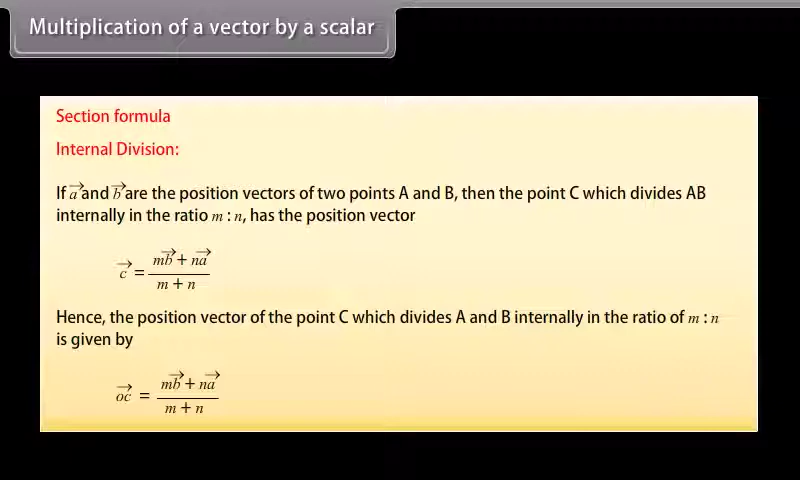 Multiplication of a vector by a scalar
Section formula
Internal Division:
If a⃗ and b⃗ are the position vectors of two points A and B, then the point C which divides AB
internally in the ratio m : n, has the position vector
c⃗ = (mb⃗ + na⃗) / (m + n)
Hence, the position vector of the point C which divides A and B internally in the ratio of m : n
is given by
oc⃗ = (mb⃗ + na⃗) / (m + n)